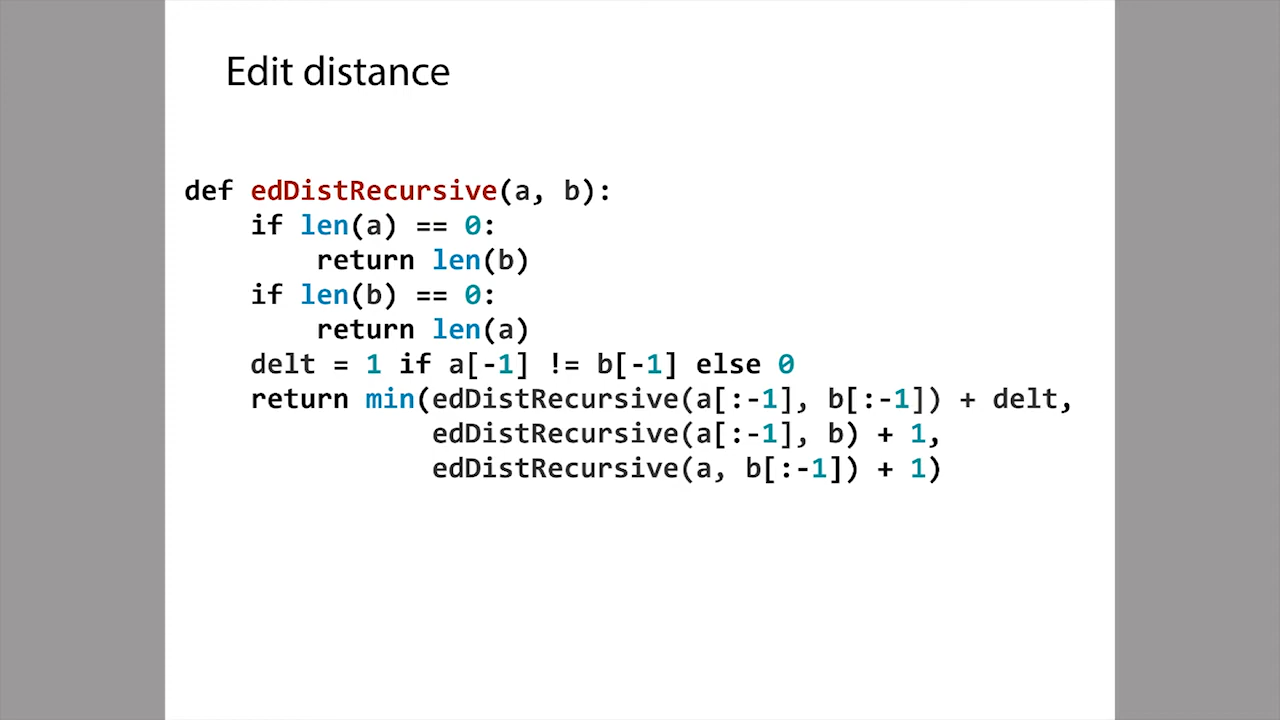 Edit distance
def edDistRecursive(a, b):
    if len(a) == 0:
        return len(b)
    if len(b) == 0:
        return len(a)
    delt = 1 if a[-1] != b[-1] else 0
    return min(edDistRecursive(a[:-1], b[:-1]) + delt,
               edDistRecursive(a[:-1], b) + 1,
               edDistRecursive(a, b[:-1]) + 1)